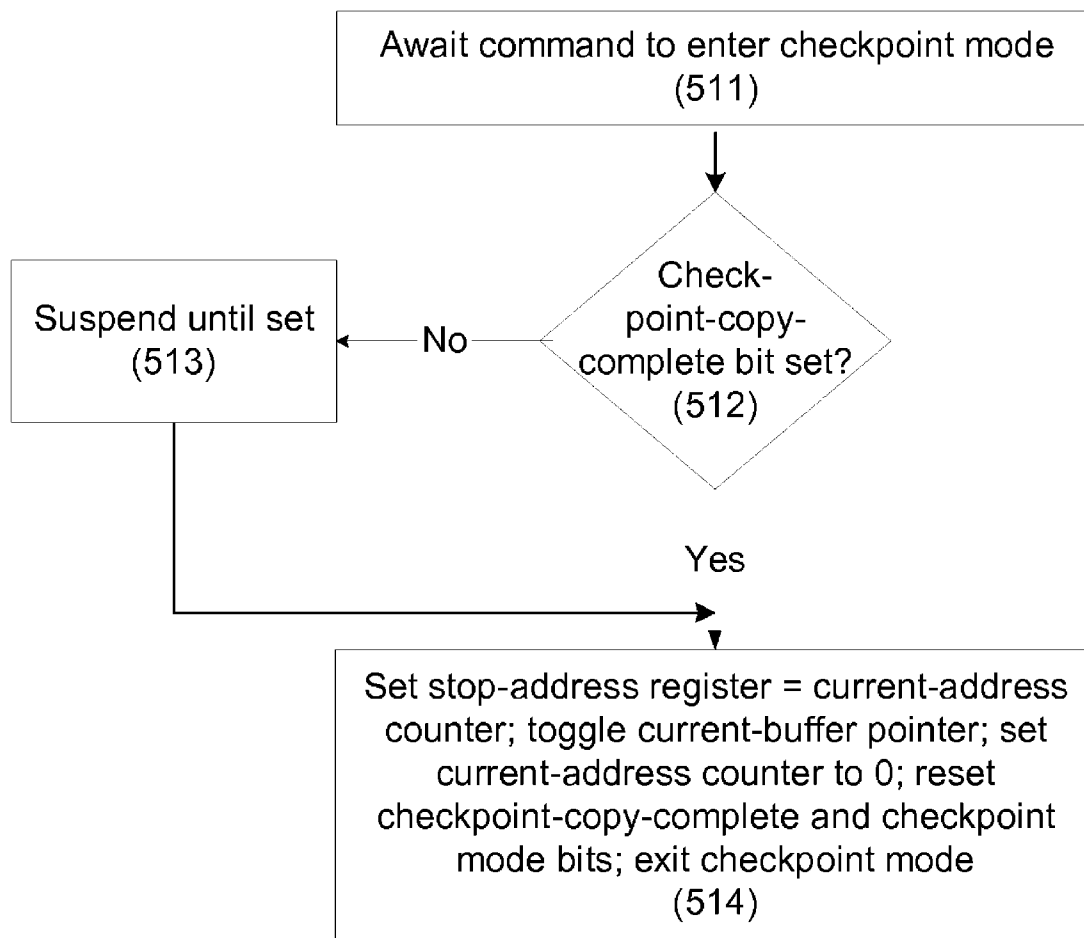 Await command to enter checkpoint mode
(511)
Check-
point-copy-
complete bit set?
(512)
No
Suspend until set
(513)
Yes
Set stop-address register = current-address
counter; toggle current-buffer pointer; set
current-address counter to 0; reset
checkpoint-copy-complete and checkpoint
mode bits; exit checkpoint mode
(514)